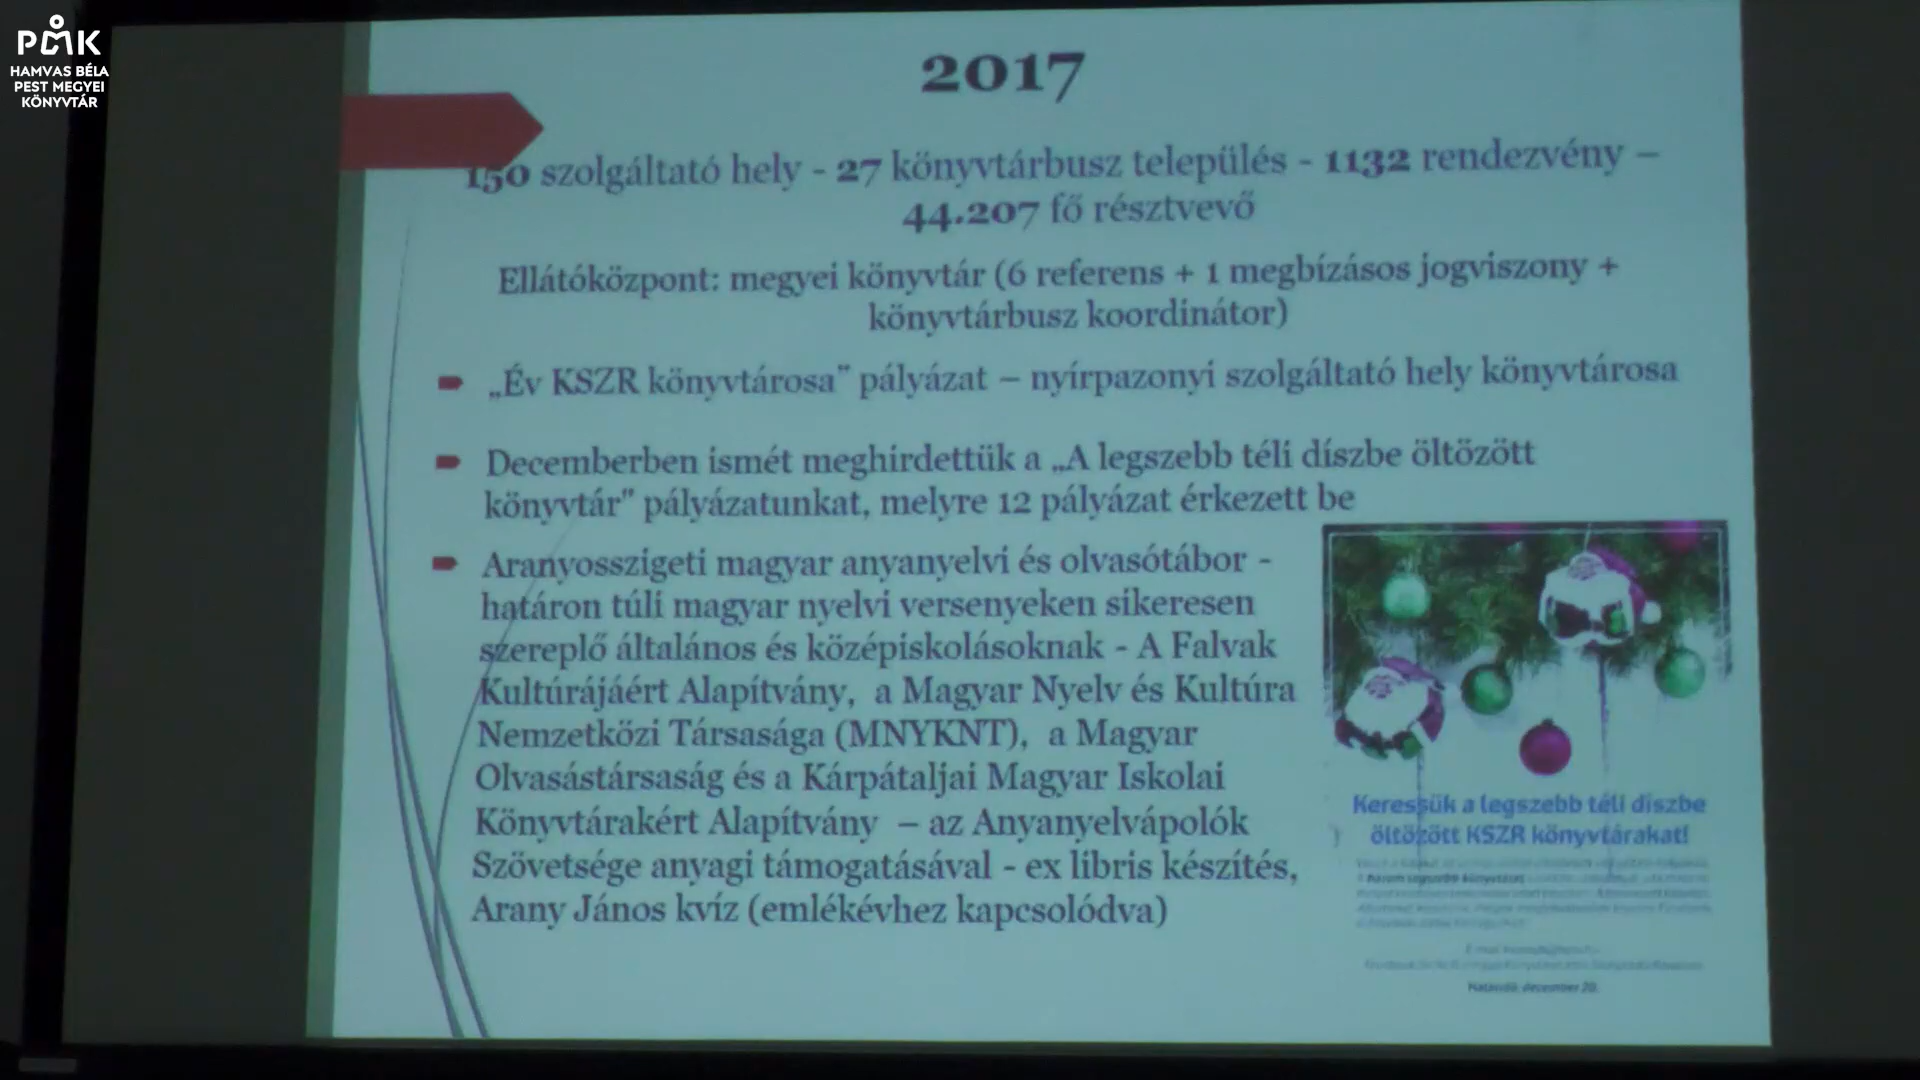 PMK
HAMVAS BÉLA
PEST MEGYEI
KÖNYVTÁR
2017
150 szolgáltató hely - 27 könyvtárbusz település - 1132 rendezvény –
44.207 fő résztvevő
Ellátóközpont: megyei könyvtár (6 referens + 1 megbízásos jogviszony +
könyvtárbusz koordinátor)
„Év KSZR könyvtárosa" pályázat – nyírpazonyi szolgáltató hely könyvtárosa
Decemberben ismét meghirdettük a „A legszebb téli díszbe öltözött
könyvtár" pályázatunkat, melyre 12 pályázat érkezett be
Aranyosszigeti magyar anyanyelvi és olvasótábor -
határon túli magyar nyelvi versenyeken sikeresen
szereplő általános és középiskolásoknak - A Falvak
Kultúrájáért Alapítvány, a Magyar Nyelv és Kultúra
Nemzetközi Társasága (MNYKNT), a Magyar
Olvasástársaság és a Kárpátaljai Magyar Iskolai
Könyvtárakért Alapítvány – az Anyanyelvápolók
Szövetsége anyagi támogatásával - ex libris készítés,
Arany János kvíz (emlékévhez kapcsolódva)
Keressük a legszebb téli díszbe
öltözött KSZR könyvtárakat!
Határidő: december 20.